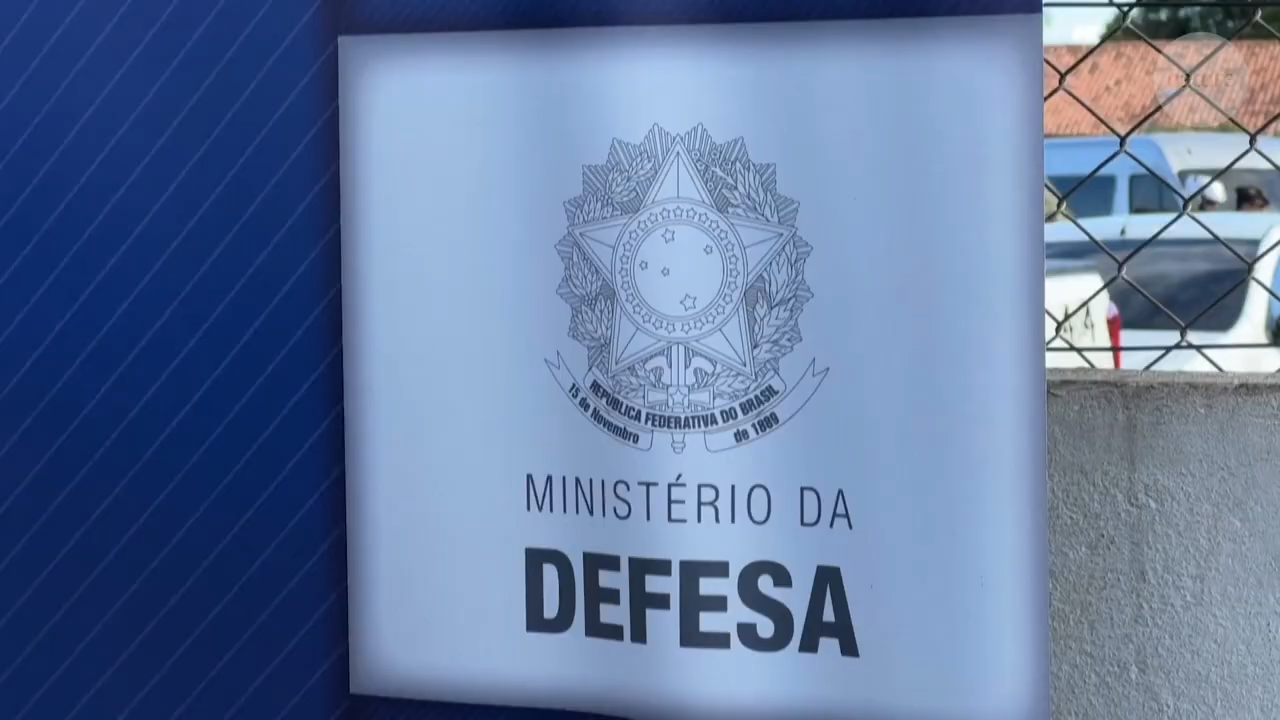 REPÚBLICA FEDERATIVA DO BRASIL
15 de Novembro
de 1889
MINISTÉRIO DA
DEFESA